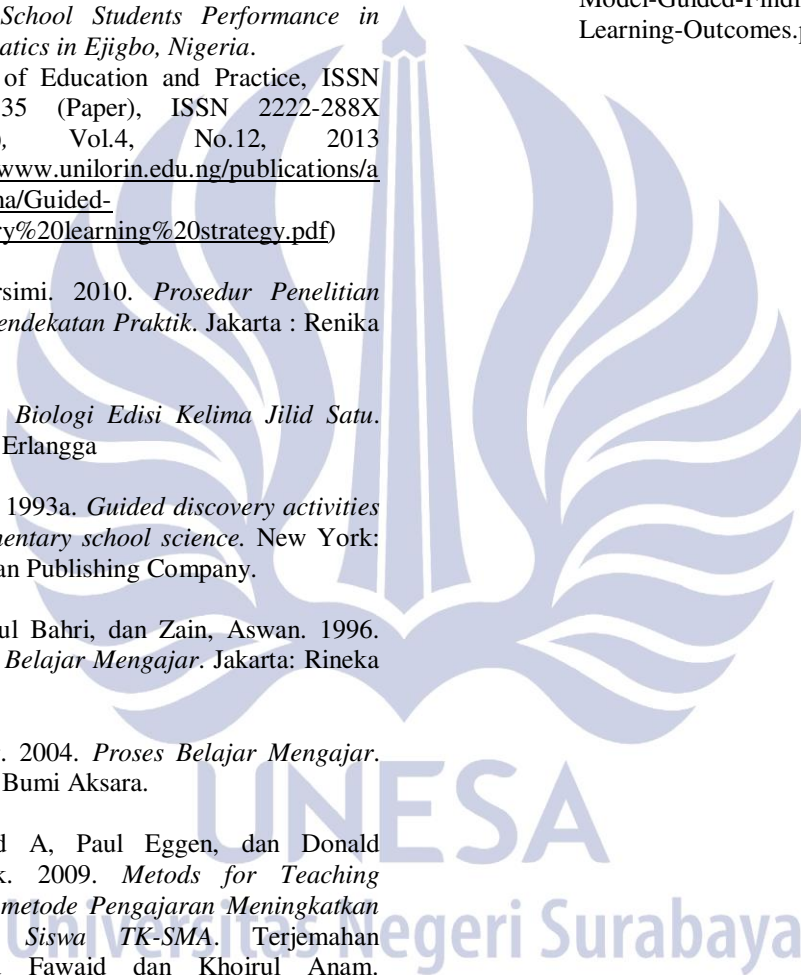 School Students Performance in
atics in Ejigbo, Nigeria.
of Education and Practice, ISSN
35 (Paper), ISSN 2222-288X
, Vol.4, No.12, 2013
www.unilorin.edu.ng/publications/a
na/Guided-
ry%20learning%20strategy.pdf)
rsimi. 2010. Prosedur Penelitian
endekatan Praktik. Jakarta : Renika
Biologi Edisi Kelima Jilid Satu.
Erlangga
1993a. Guided discovery activities
mentary school science. New York:
an Publishing Company.
ul Bahri, dan Zain, Aswan. 1996.
Belajar Mengajar. Jakarta: Rineka
. 2004. Proses Belajar Mengajar.
Bumi Aksara.
d A, Paul Eggen, dan Donald
k. 2009. Metods for Teaching
metode Pengajaran Meningkatkan
Siswa TK-SMA. Terjemahan
Fawaid dan Khoirul Anam.
Model-Guided-Findi
Learning-Outcomes.p
UNESA
Universitas Negeri Surabaya